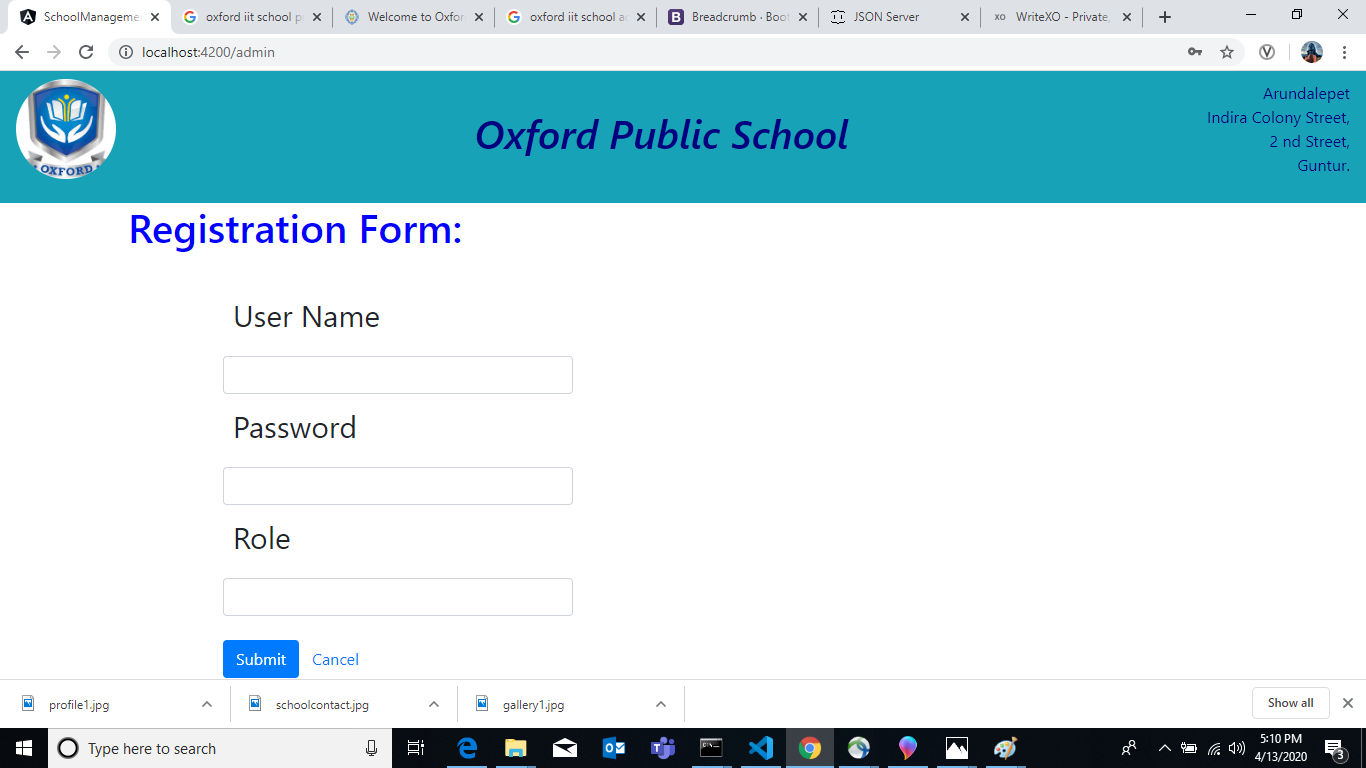 SchoolManageme
oxford iit school p
Welcome to Oxfor
oxford iit school ac
Breadcrumb · Boot
JSON Server
XO WriteXO - Private,
localhost:4200/admin
OXFORD
Oxford Public School
Arundalepet
Indira Colony Street,
2 nd Street,
Guntur.
Registration Form:
User Name
Password
Role
Submit Cancel
profile1.jpg
schoolcontact.jpg
gallery1.jpg
Show all
Type here to search
5:10 PM
4/13/2020
3